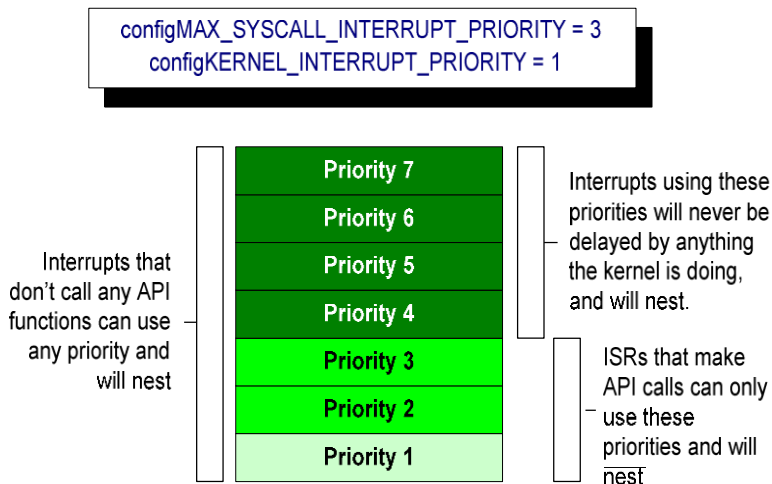 configMAX_SYSCALL_INTERRUPT_PRIORITY = 3
configKERNEL_INTERRUPT_PRIORITY = 1
Interrupts that
don't call any API
functions can use
any priority and
will nest
Priority 7
Priority 6
Priority 5
Priority 4
Priority 3
Priority 2
Priority 1
Interrupts using these
priorities will never be
delayed by anything
the kernel is doing,
and will nest.
ISRs that make
API calls can only
use these
priorities and will
nest